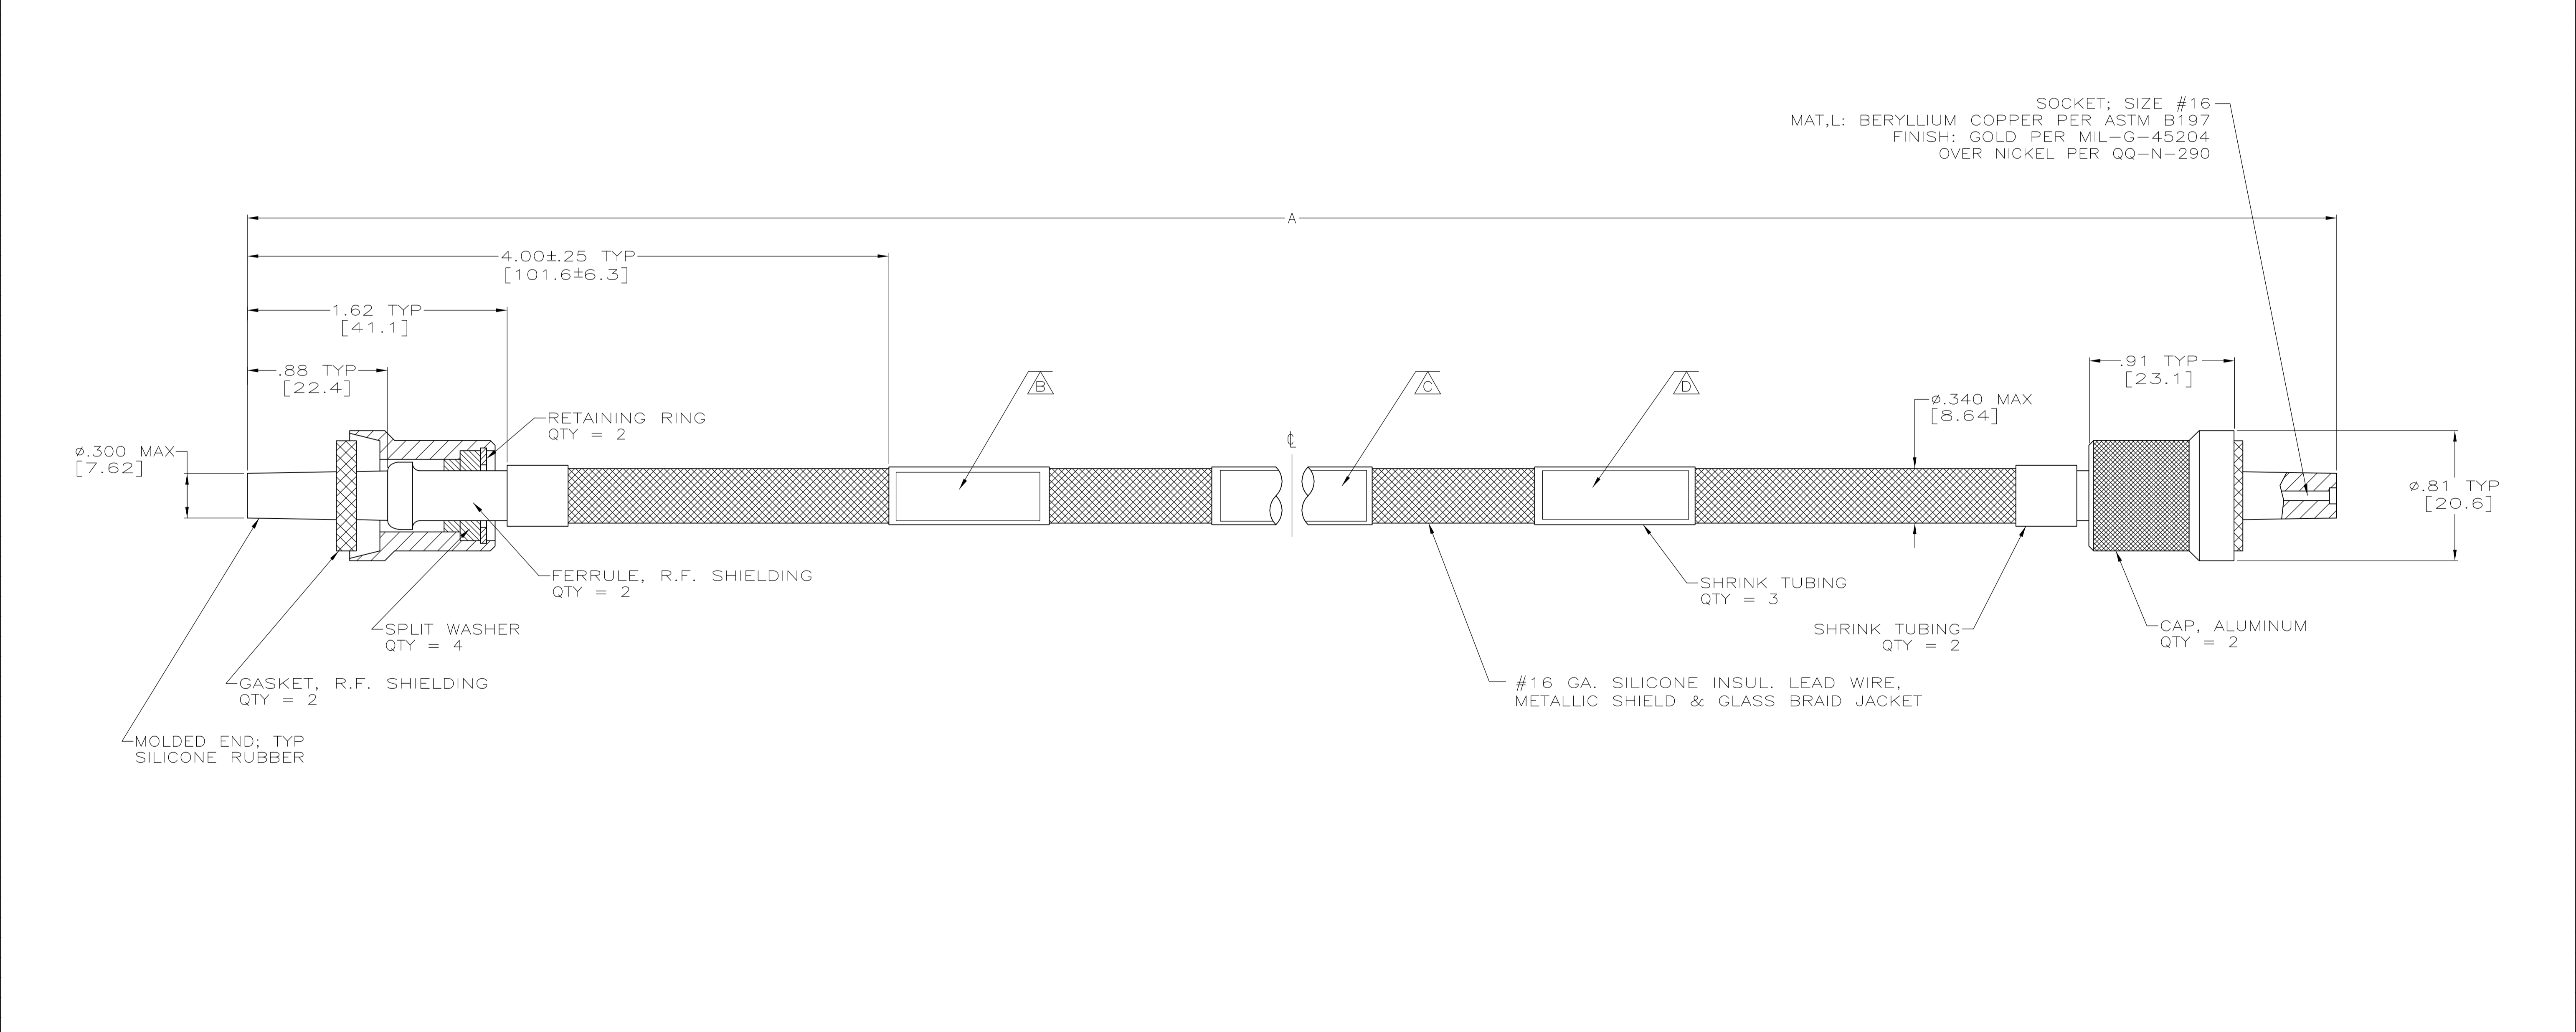 SOCKET; SIZE #16
MAT,L: BERYLLIUM COPPER PER ASTM B197
FINISH: GOLD PER MIL-G-45204
OVER NICKEL PER QQ-N-290
A
4.00±.25 TYP
[101.6±6.3]
1.62 TYP
[41.1]
.88 TYP
[22.4]
B
C
D
.91 TYP
[23.1]
RETAINING RING
QTY = 2
ø.340 MAX
[8.64]
℄
ø.300 MAX
[7.62]
ø.81 TYP
[20.6]
FERRULE, R.F. SHIELDING
QTY = 2
SHRINK TUBING
QTY = 3
SPLIT WASHER
QTY = 4
SHRINK TUBING
QTY = 2
CAP, ALUMINUM
QTY = 2
GASKET, R.F. SHIELDING
QTY = 2
#16 GA. SILICONE INSUL. LEAD WIRE,
METALLIC SHIELD & GLASS BRAID JACKET
MOLDED END; TYP
SILICONE RUBBER